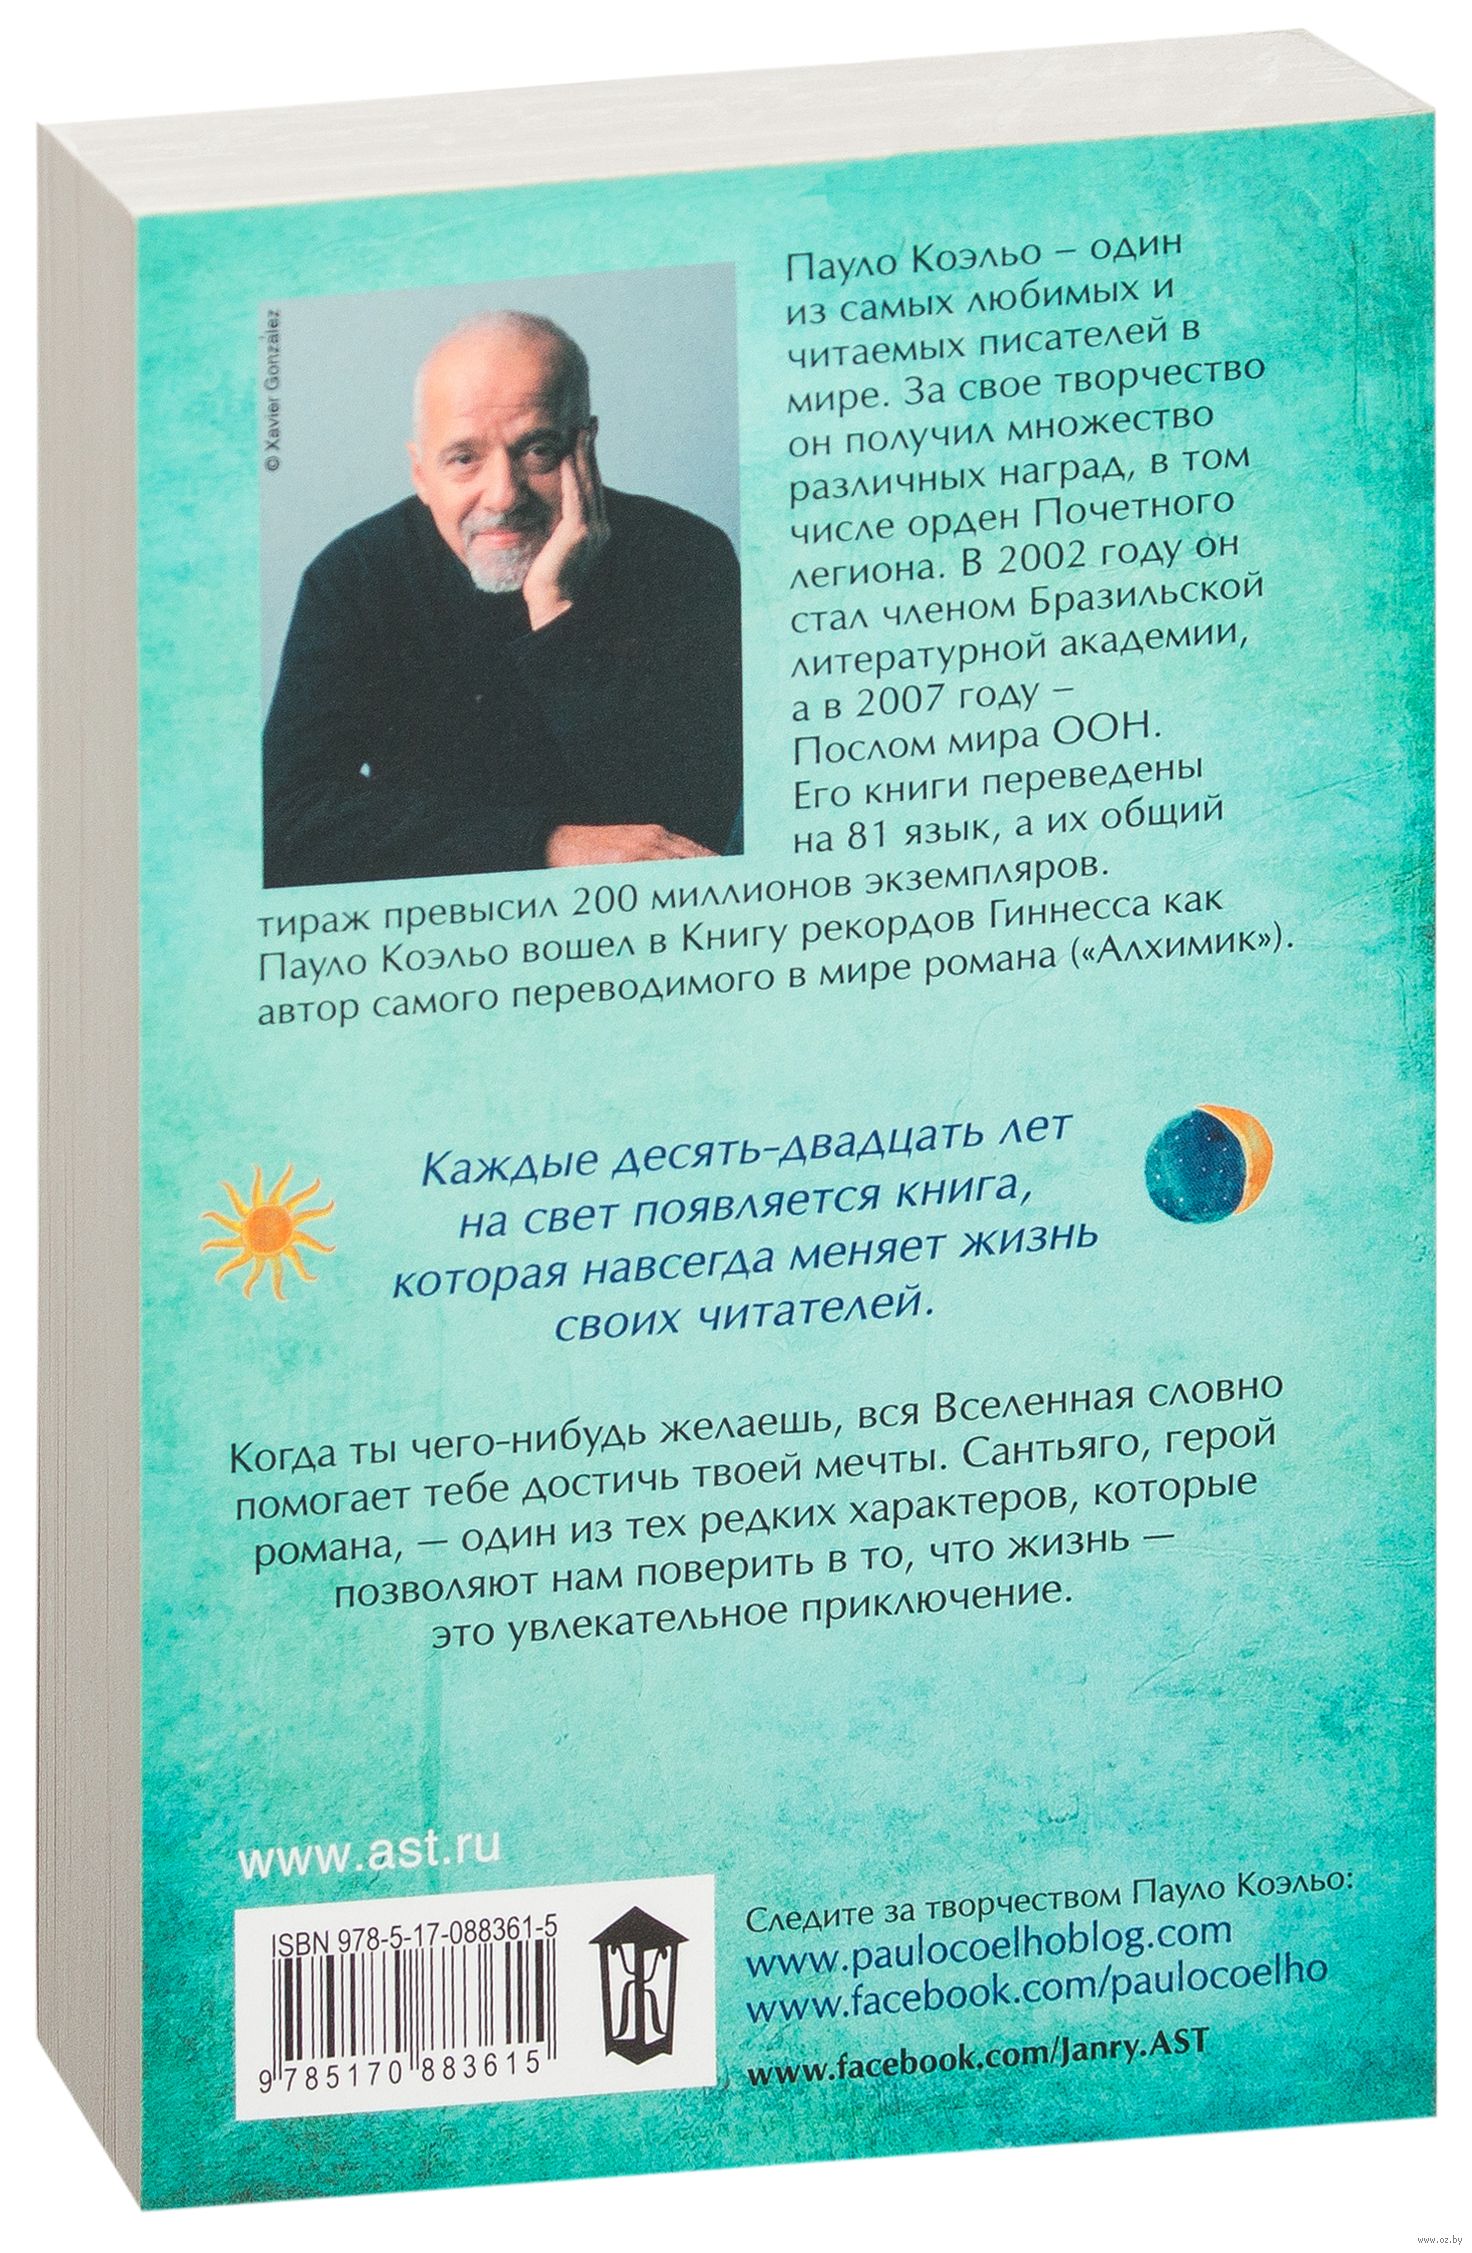 © Xavier González
Пауло Коэльо – один
из самых любимых и
читаемых писателей в
мире. За свое творчество
он получил множество
различных наград, в том
числе орден Почетного
легиона. В 2002 году он
стал членом Бразильской
литературной академии,
а в 2007 году –
Послом мира ООН.
Его книги переведены
на 81 язык, а их общий
тираж превысил 200 миллионов экземпляров.
Пауло Коэльо вошел в Книгу рекордов Гиннесса как
автор самого переводимого в мире романа («Алхимик»).
Каждые десять-двадцать лет
на свет появляется книга,
которая навсегда меняет жизнь
своих читателей.
Когда ты чего-нибудь желаешь, вся Вселенная словно
помогает тебе достичь твоей мечты. Сантьяго, герой
романа, — один из тех редких характеров, которые
позволяют нам поверить в то, что жизнь —
это увлекательное приключение.
www.ast.ru
ISBN 978-5-17-088361-5
9 785170 883615
Ж
Следите за творчеством Пауло Коэльо:
www.paulocoelhoblog.com
www.facebook.com/paulocoelho
www.facebook.com/Janry.AST
www.oz.by